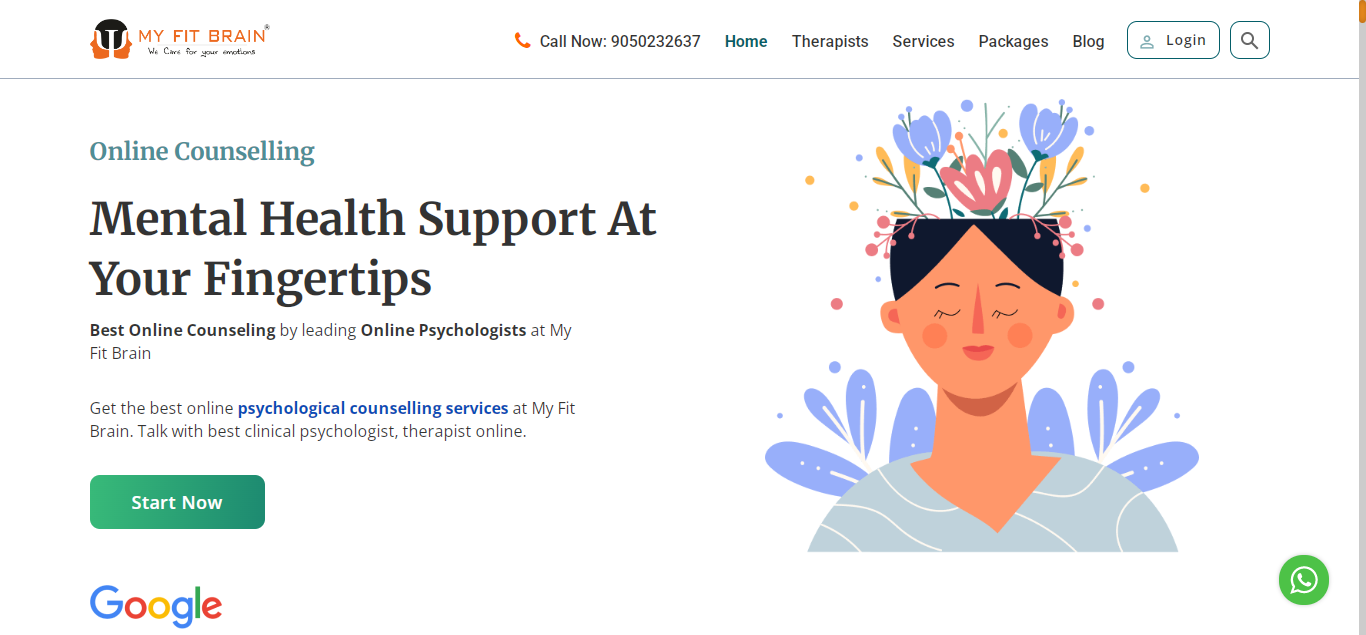 MY FIT BRAIN®
We Care for your emotions
Call Now: 9050232637
Home
Therapists
Services
Packages
Blog
Login
Online Counselling
Mental Health Support At
Your Fingertips
Best Online Counseling by leading Online Psychologists at My
Fit Brain
Get the best online psychological counselling services at My Fit
Brain. Talk with best clinical psychologist, therapist online.
Start Now
Google